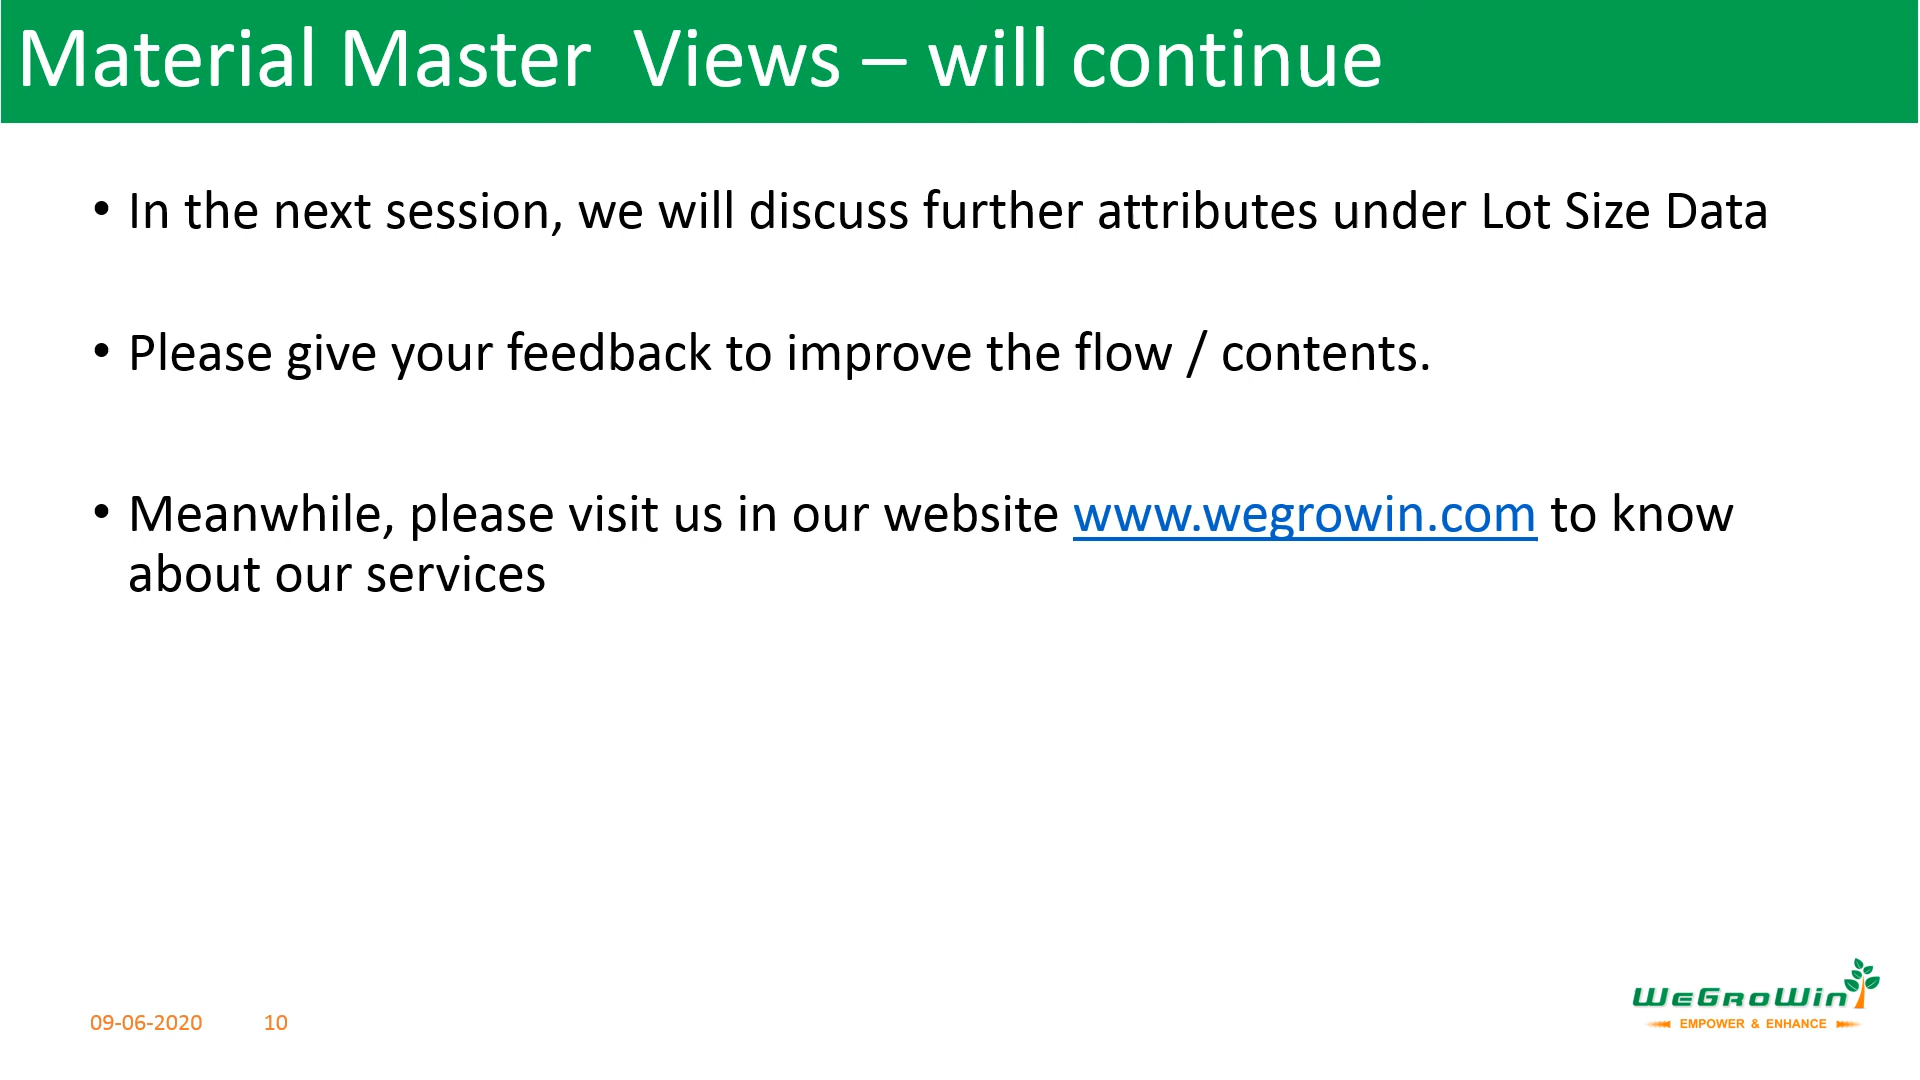 Material Master  Views – will continue
• In the next session, we will discuss further attributes under Lot Size Data
• Please give your feedback to improve the flow / contents.
• Meanwhile, please visit us in our website www.wegrowin.com to know
about our services
09-06-2020 10
WeGroWin
EMPOWER & ENHANCE